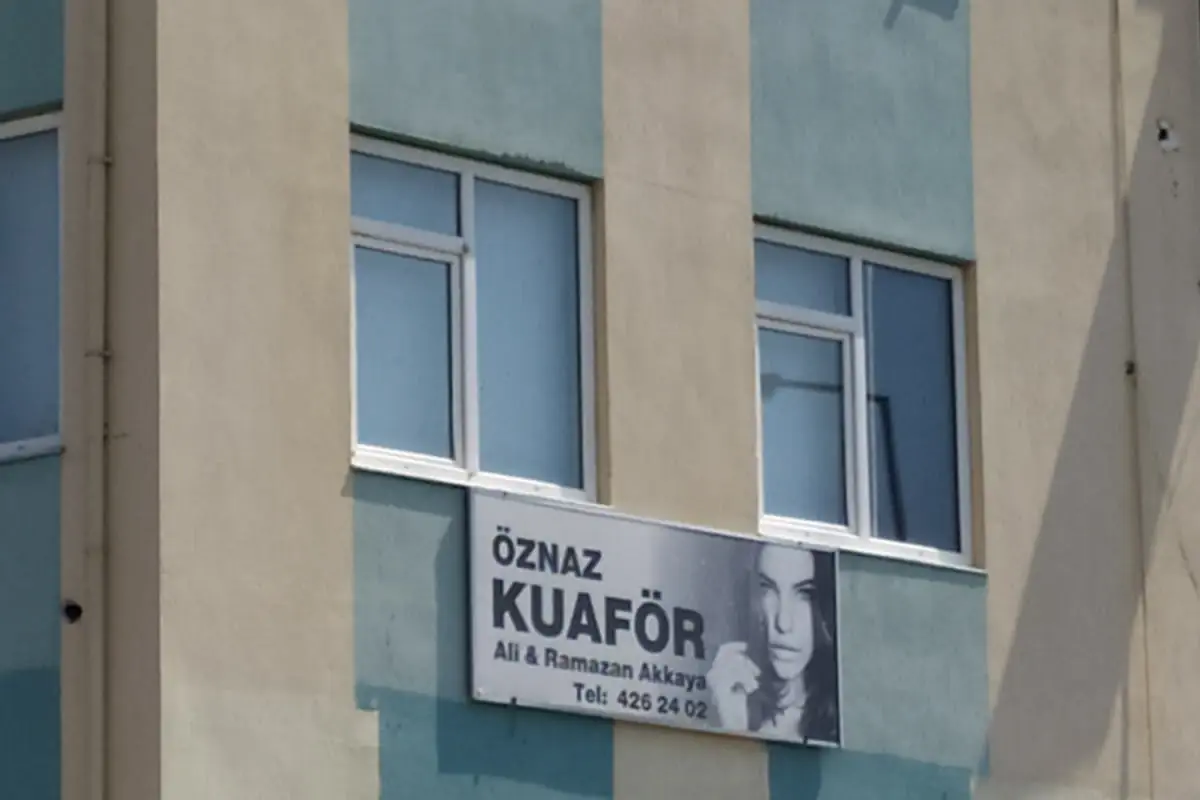 ÖZNAZ
KUAFÖR
Ali & Ramazan Akkaya
Tel: 426 24 02